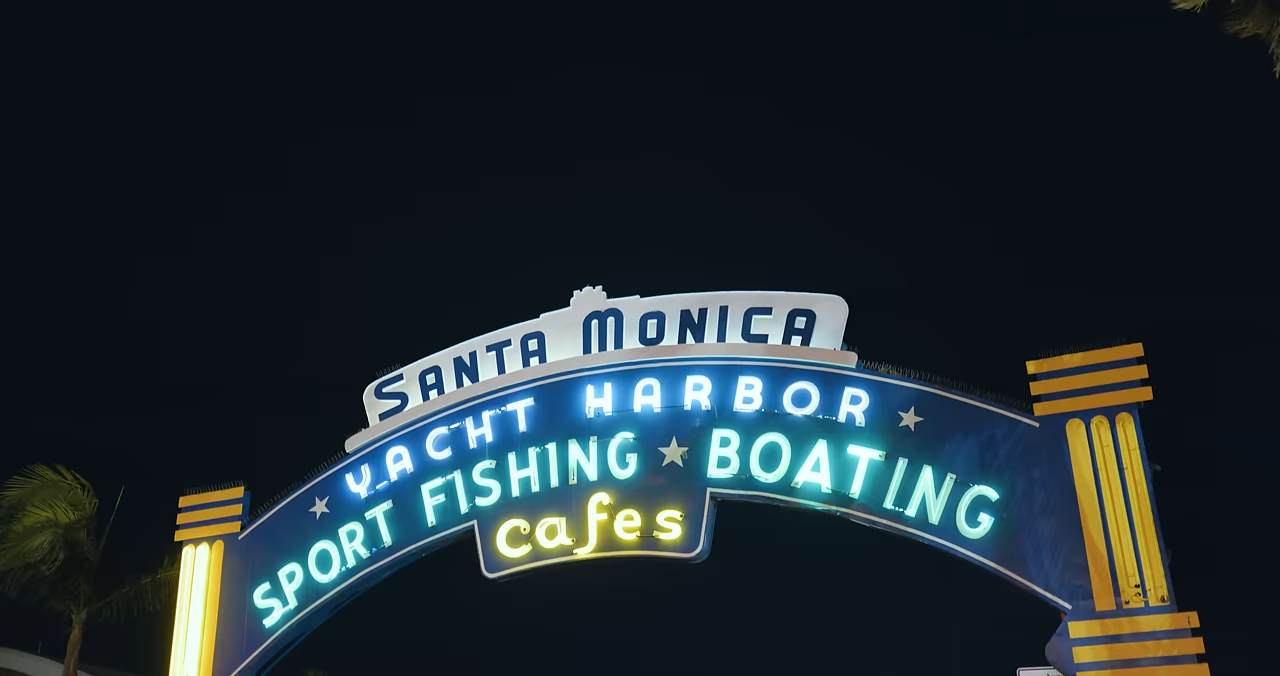 SANTA MONICA
YACHT HARBOR
SPORT FISHING ★ BOATING
cafes